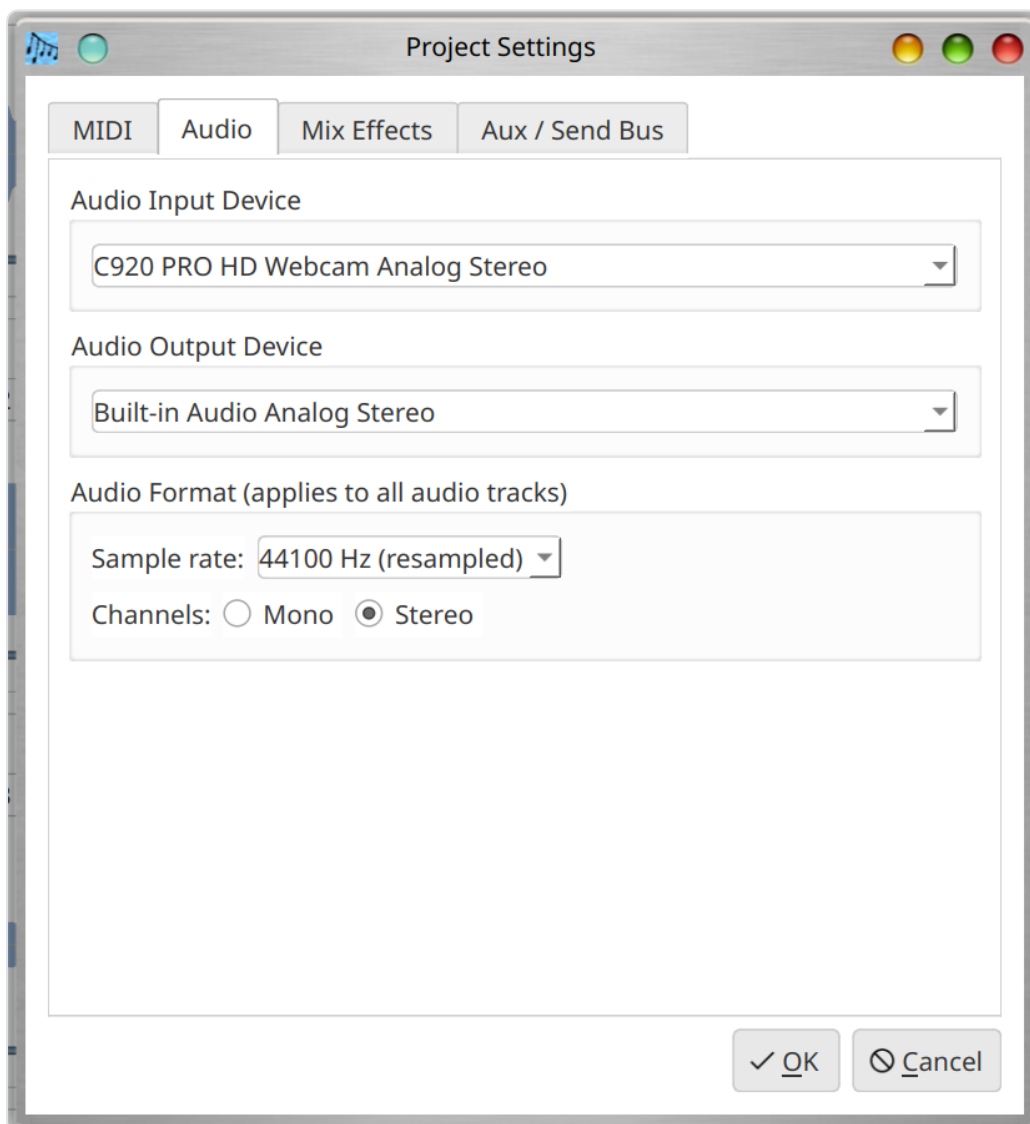 Project Settings
MIDI Audio Mix Effects Aux / Send Bus
Audio Input Device
C920 PRO HD Webcam Analog Stereo
Audio Output Device
Built-in Audio Analog Stereo
Audio Format (applies to all audio tracks)
Sample rate: 44100 Hz (resampled)
Channels: Mono Stereo
OK Cancel